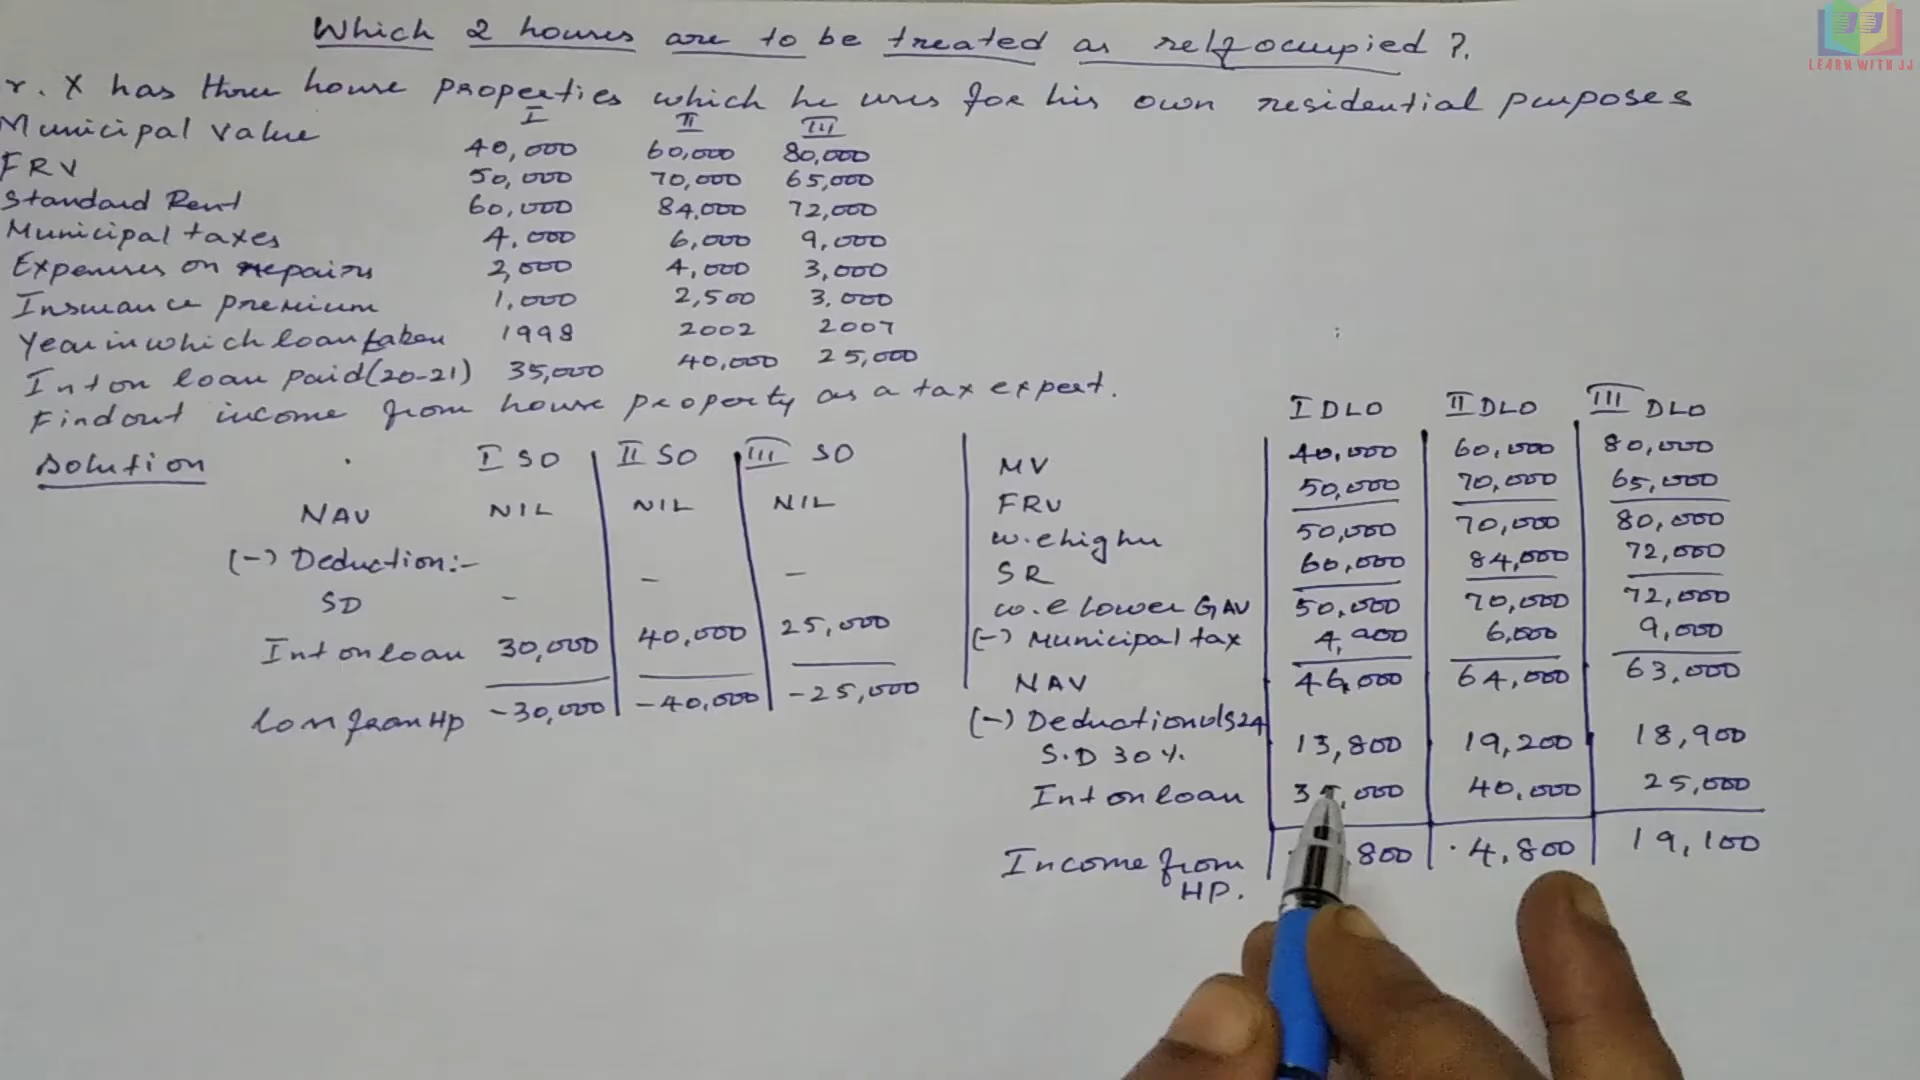 LEARN WITH JJ
Which 2 houses are to be treated as self occupied ?.
r. X has three house properties which he uses for his own residential purposes
I II III
Municipal value 40,000 60,000 80,000
FRV 50,000 70,000 65,000
Standard Rent 60,000 84,000 72,000
Municipal taxes 4,000 6,000 9,000
Expenses on repairs 2,000 4,000 3,000
Insurance premium 1,000 2,500 3,000
Year in which loan taken 1998 2002 2007
Int on loan paid (20-21) 35,000 40,000 25,000
Find out income from house property as a tax expert.
Solution
I SO II SO III SO
NAV NIL NIL NIL
(-) Deduction:-
SD - - -
Int on loan 30,000 40,000 25,000
loss from HP -30,000 -40,000 -25,000
I DLO II DLO III DLO
MV 40,000 60,000 80,000
FRV 50,000 70,000 65,000
w.e higher 50,000 70,000 80,000
SR 60,000 84,000 72,000
w.e lower GAV 50,000 70,000 72,000
(-) Municipal tax 4,000 6,000 9,000
NAV 46,000 64,000 63,000
(-) Deduction u/s 24
S.D 30 %. 13,800 19,200 18,900
Int on loan 35,000 40,000 25,000
Income from HP. 800 4,800 19,100